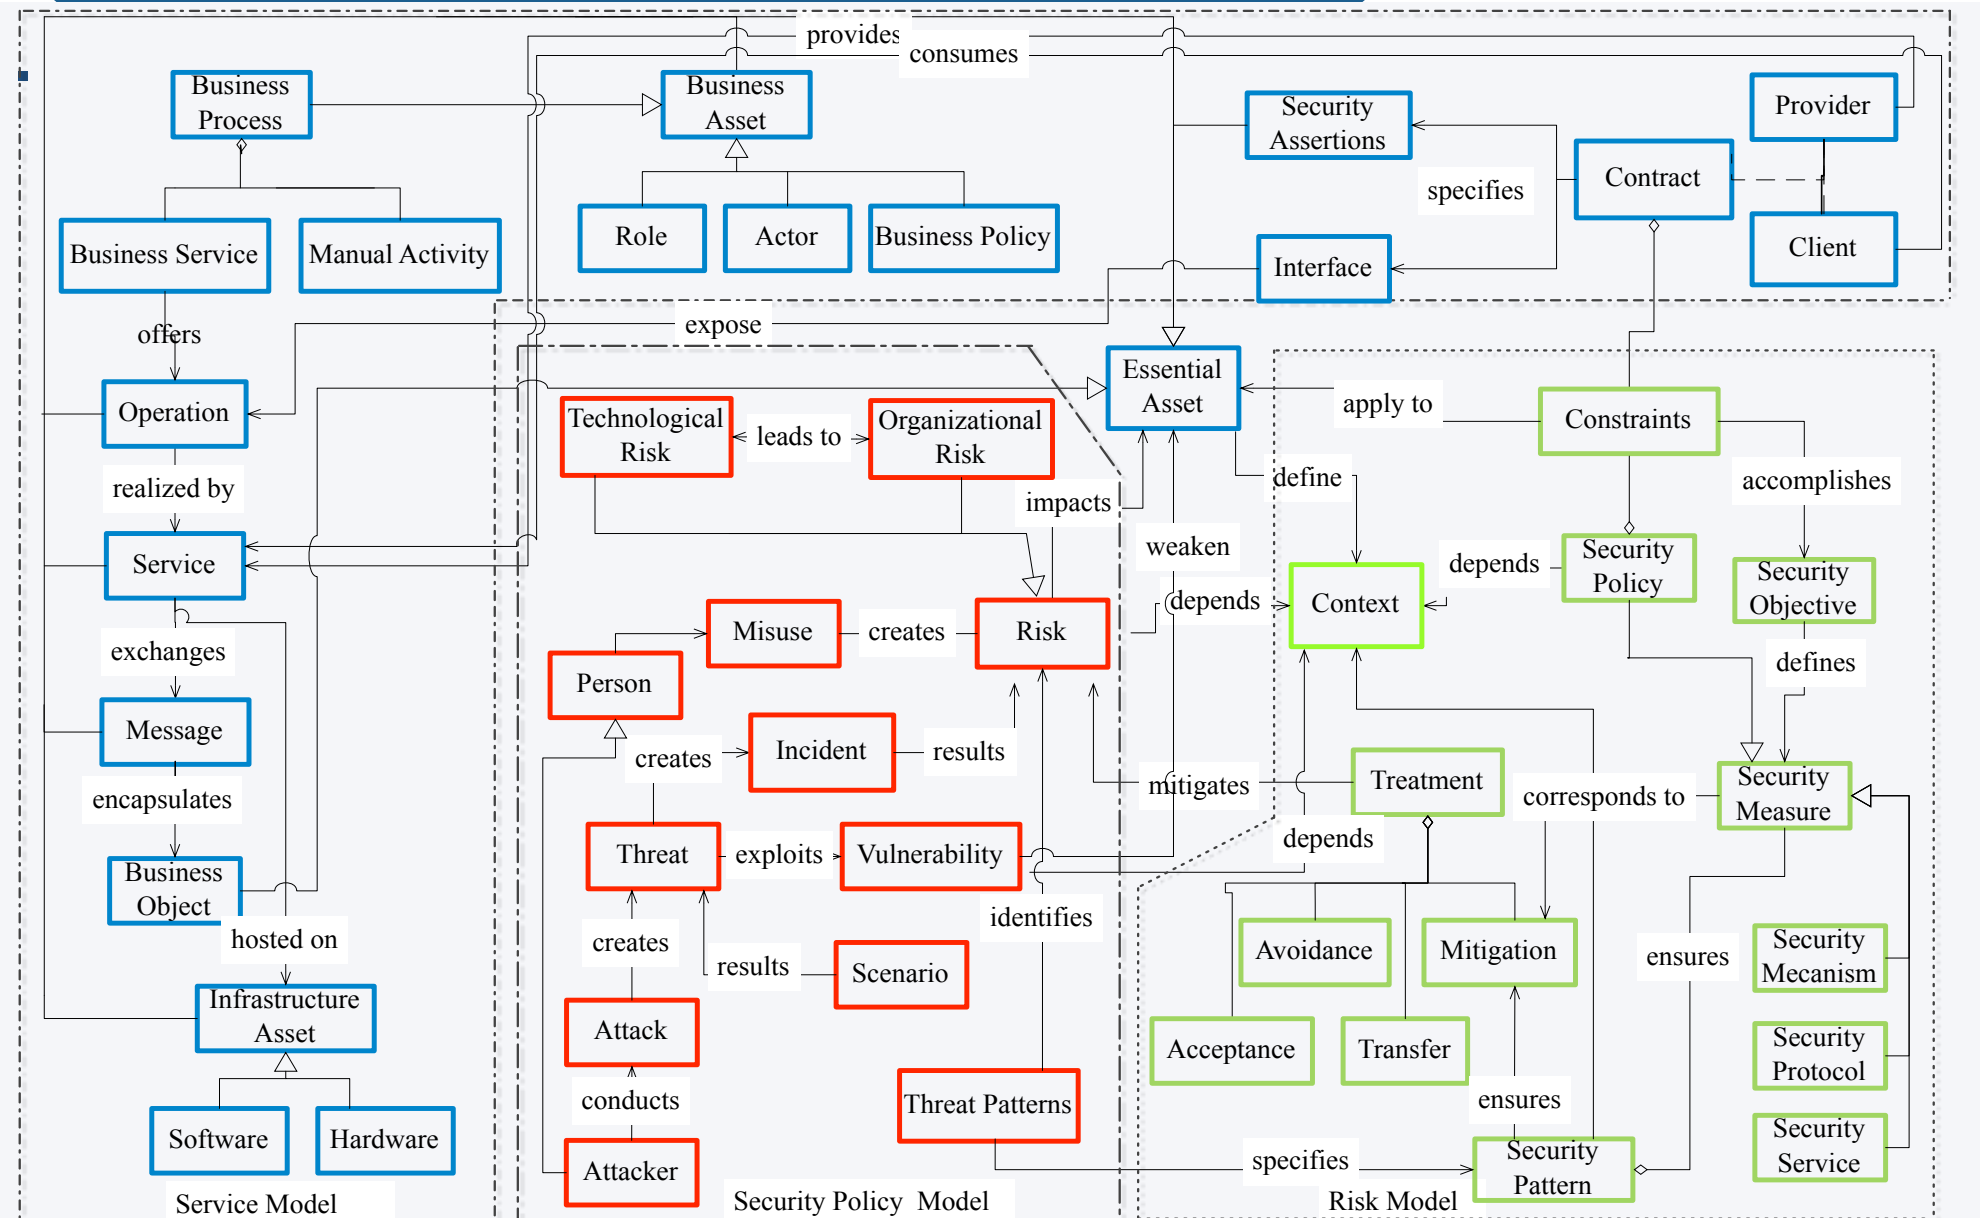 provides
consumes
Business
Process
Business
Asset
Security
Assertions
Provider
Contract
specifies
Role
Actor
Business Policy
Business Service
Manual Activity
Interface
Client
offers
expose
Essential
Asset
Operation
Technological
Risk
leads to
Organizational
Risk
apply to
Constraints
realized by
impacts
define
accomplishes
Service
weaken
depends
depends
Context
Security
Policy
Security
Objective
exchanges
Misuse
creates
Risk
defines
Person
Message
creates
Incident
results
mitigates
Treatment
corresponds to
Security
Measure
encapsulates
Threat
exploits
Vulnerability
depends
Business
Object
hosted on
creates
identifies
results
Scenario
Avoidance
Mitigation
ensures
Security
Mecanism
Infrastructure
Asset
Attack
Acceptance
Transfer
Security
Protocol
conducts
Threat Patterns
ensures
Software
Hardware
Attacker
specifies
Security
Pattern
Security
Service
Service Model
Security Policy  Model
Risk Model